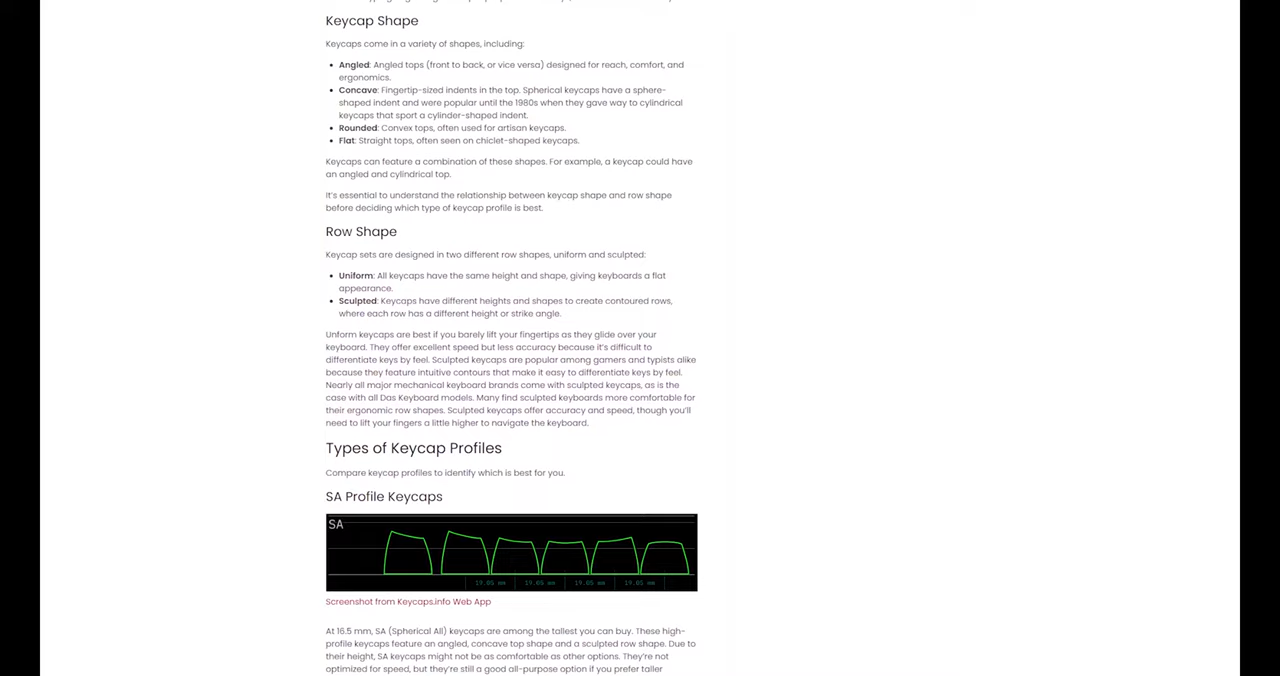 Keycap Shape
Keycaps come in a variety of shapes, including:
• Angled: Angled tops (front to back, or vice versa) designed for reach, comfort, and
ergonomics.
• Concave: Fingertip-sized indents in the top. Spherical keycaps have a sphere-
shaped indent and were popular until the 1980s when they gave way to cylindrical
keycaps that sport a cylinder-shaped indent.
• Rounded: Convex tops, often used for artisan keycaps.
• Flat: Straight tops, often seen on chiclet-shaped keycaps.
Keycaps can feature a combination of these shapes. For example, a keycap could have
an angled and cylindrical top.
It's essential to understand the relationship between keycap shape and row shape
before deciding which type of keycap profile is best.
Row Shape
Keycap sets are designed in two different row shapes, uniform and sculpted:
• Uniform: All keycaps have the same height and shape, giving keyboards a flat
appearance.
• Sculpted: Keycaps have different heights and shapes to create contoured rows,
where each row has a different height or strike angle.
Unform keycaps are best if you barely lift your fingertips as they glide over your
keyboard. They offer excellent speed but less accuracy because it's difficult to
differentiate keys by feel. Sculpted keycaps are popular among gamers and typists alike
because they feature intuitive contours that make it easy to differentiate keys by feel.
Nearly all major mechanical keyboard brands come with sculpted keycaps, as is the
case with all Das Keyboard models. Many find sculpted keyboards more comfortable for
their ergonomic row shapes. Sculpted keycaps offer accuracy and speed, though you'll
need to lift your fingers a little higher to navigate the keyboard.
Types of Keycap Profiles
Compare keycap profiles to identify which is best for you.
SA Profile Keycaps
SA
19.05 mm 19.05 mm 19.05 mm 19.05 mm
Screenshot from Keycaps.info Web App
At 16.5 mm, SA (Spherical All) keycaps are among the tallest you can buy. These high-
profile keycaps feature an angled, concave top shape and a sculpted row shape. Due to
their height, SA keycaps might not be as comfortable as other options. They're not
optimized for speed, but they're still a good all-purpose option if you prefer taller